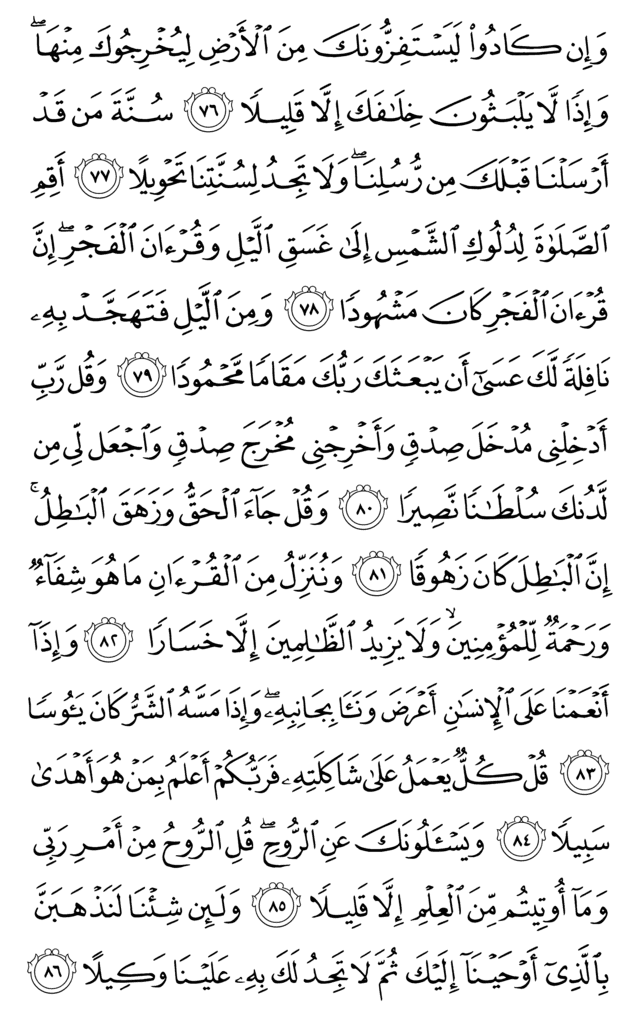 وَإِن كَادُوا۟ لَيَسْتَفِزُّونَكَ مِنَ ٱلْأَرْضِ لِيُخْرِجُوكَ مِنْهَا ۖ
وَإِذًا لَّا يَلْبَثُونَ خِلَـٰفَكَ إِلَّا قَلِيلًا ٧٦ سُنَّةَ مَن قَدْ
أَرْسَلْنَا قَبْلَكَ مِن رُّسُلِنَا ۖ وَلَا تَجِدُ لِسُنَّتِنَا تَحْوِيلًا ٧٧ أَقِمِ
ٱلصَّلَوٰةَ لِدُلُوكِ ٱلشَّمْسِ إِلَىٰ غَسَقِ ٱلَّيْلِ وَقُرْءَانَ ٱلْفَجْرِ ۖ إِنَّ
قُرْءَانَ ٱلْفَجْرِ كَانَ مَشْهُودًا ٧٨ وَمِنَ ٱلَّيْلِ فَتَهَجَّدْ بِهِۦ
نَافِلَةً لَّكَ عَسَىٰٓ أَن يَبْعَثَكَ رَبُّكَ مَقَامًا مَّحْمُودًا ٧٩ وَقُل رَّبِّ
أَدْخِلْنِى مُدْخَلَ صِدْقٍ وَأَخْرِجْنِى مُخْرَجَ صِدْقٍ وَٱجْعَل لِّى مِن
لَّدُنكَ سُلْطَـٰنًا نَّصِيرًا ٨٠ وَقُلْ جَآءَ ٱلْحَقُّ وَزَهَقَ ٱلْبَـٰطِلُ ۚ
إِنَّ ٱلْبَـٰطِلَ كَانَ زَهُوقًا ٨١ وَنُنَزِّلُ مِنَ ٱلْقُرْءَانِ مَا هُوَ شِفَآءٌ
وَرَحْمَةٌ لِّلْمُؤْمِنِينَ ۙ وَلَا يَزِيدُ ٱلظَّـٰلِمِينَ إِلَّا خَسَارًا ٨٢ وَإِذَآ
أَنْعَمْنَا عَلَى ٱلْإِنسَـٰنِ أَعْرَضَ وَنَـَٔا بِجَانِبِهِۦ ۖ وَإِذَا مَسَّهُ ٱلشَّرُّ كَانَ يَـُٔوسًا
٨٣ قُلْ كُلٌّ يَعْمَلُ عَلَىٰ شَاكِلَتِهِۦ فَرَبُّكُمْ أَعْلَمُ بِمَنْ هُوَ أَهْدَىٰ
سَبِيلًا ٨٤ وَيَسْـَٔلُونَكَ عَنِ ٱلرُّوحِ ۖ قُلِ ٱلرُّوحُ مِنْ أَمْرِ رَبِّى
وَمَآ أُوتِيتُم مِّنَ ٱلْعِلْمِ إِلَّا قَلِيلًا ٨٥ وَلَئِن شِئْنَا لَنَذْهَبَنَّ
بِٱلَّذِىٓ أَوْحَيْنَآ إِلَيْكَ ثُمَّ لَا تَجِدُ لَكَ بِهِۦ عَلَيْنَا وَكِيلًا ٨٦